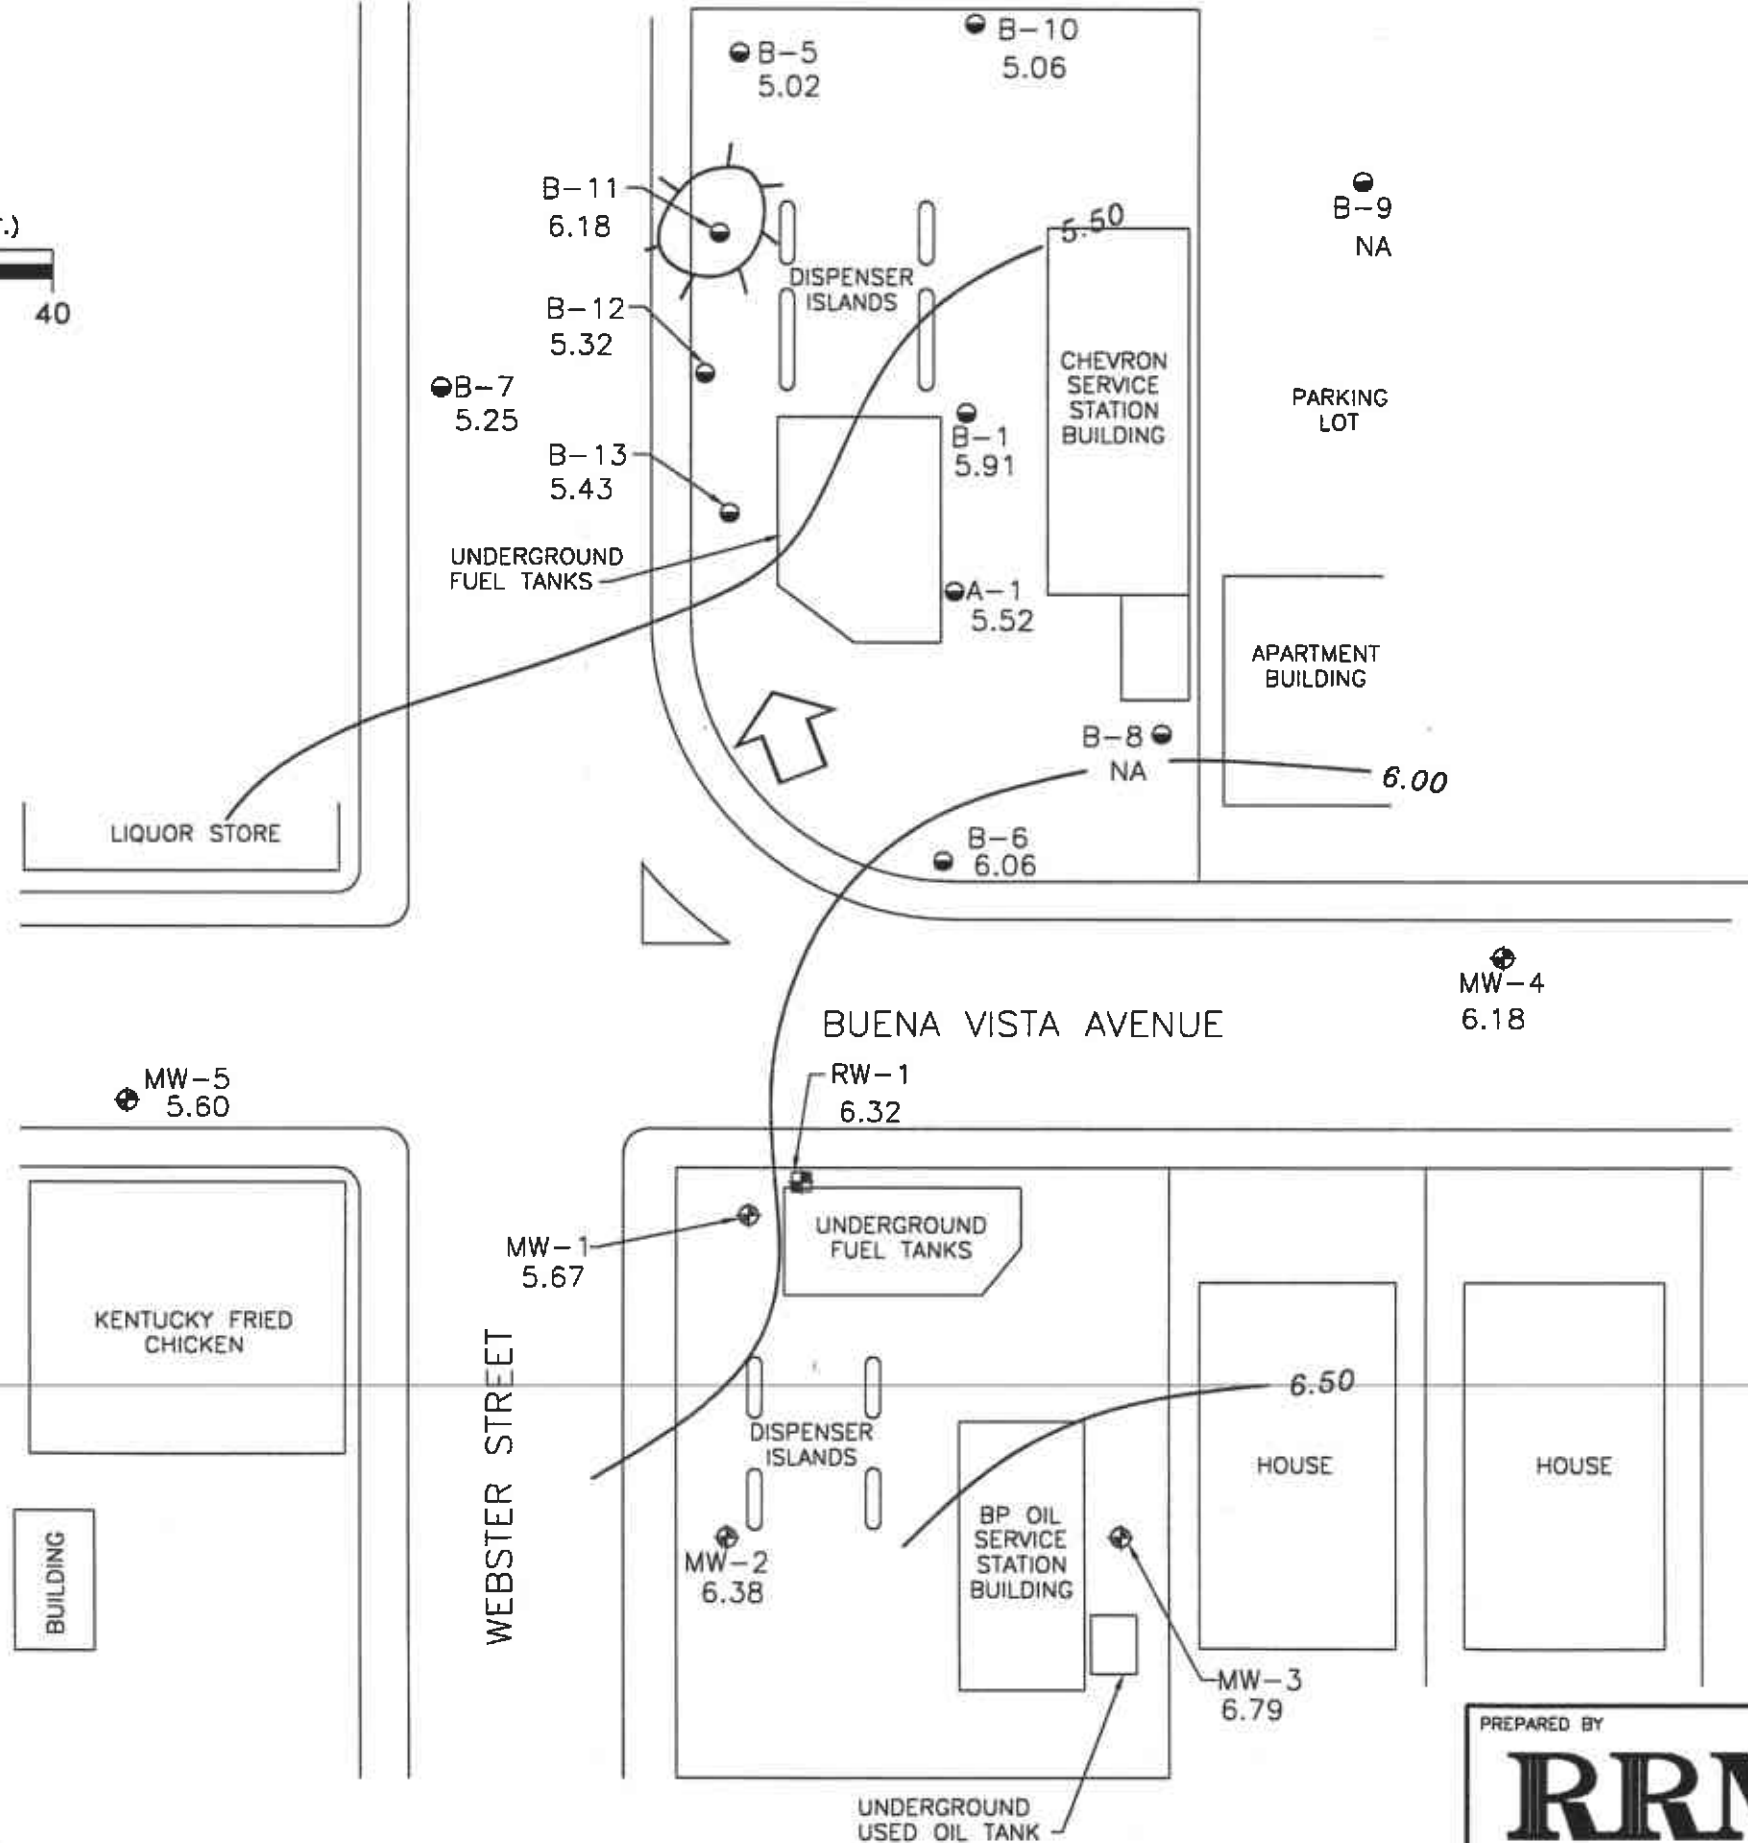 B-10
5.06
B-5
5.02
B-11
6.18
B-9
NA
5.50
DISPENSER
ISLANDS
40
B-12
5.32
CHEVRON
SERVICE
STATION
BUILDING
B-7
5.25
PARKING
LOT
B-1
5.91
B-13
5.43
UNDERGROUND
FUEL TANKS
A-1
5.52
APARTMENT
BUILDING
B-8
NA
6.00
LIQUOR STORE
B-6
6.06
MW-4
6.18
BUENA VISTA AVENUE
MW-5
5.60
RW-1
6.32
UNDERGROUND
FUEL TANKS
MW-1
5.67
KENTUCKY FRIED
CHICKEN
WEBSTER STREET
6.50
DISPENSER
ISLANDS
HOUSE
HOUSE
BP OIL
SERVICE
STATION
BUILDING
BUILDING
MW-2
6.38
MW-3
6.79
PREPARED BY
UNDERGROUND
USED OIL TANK